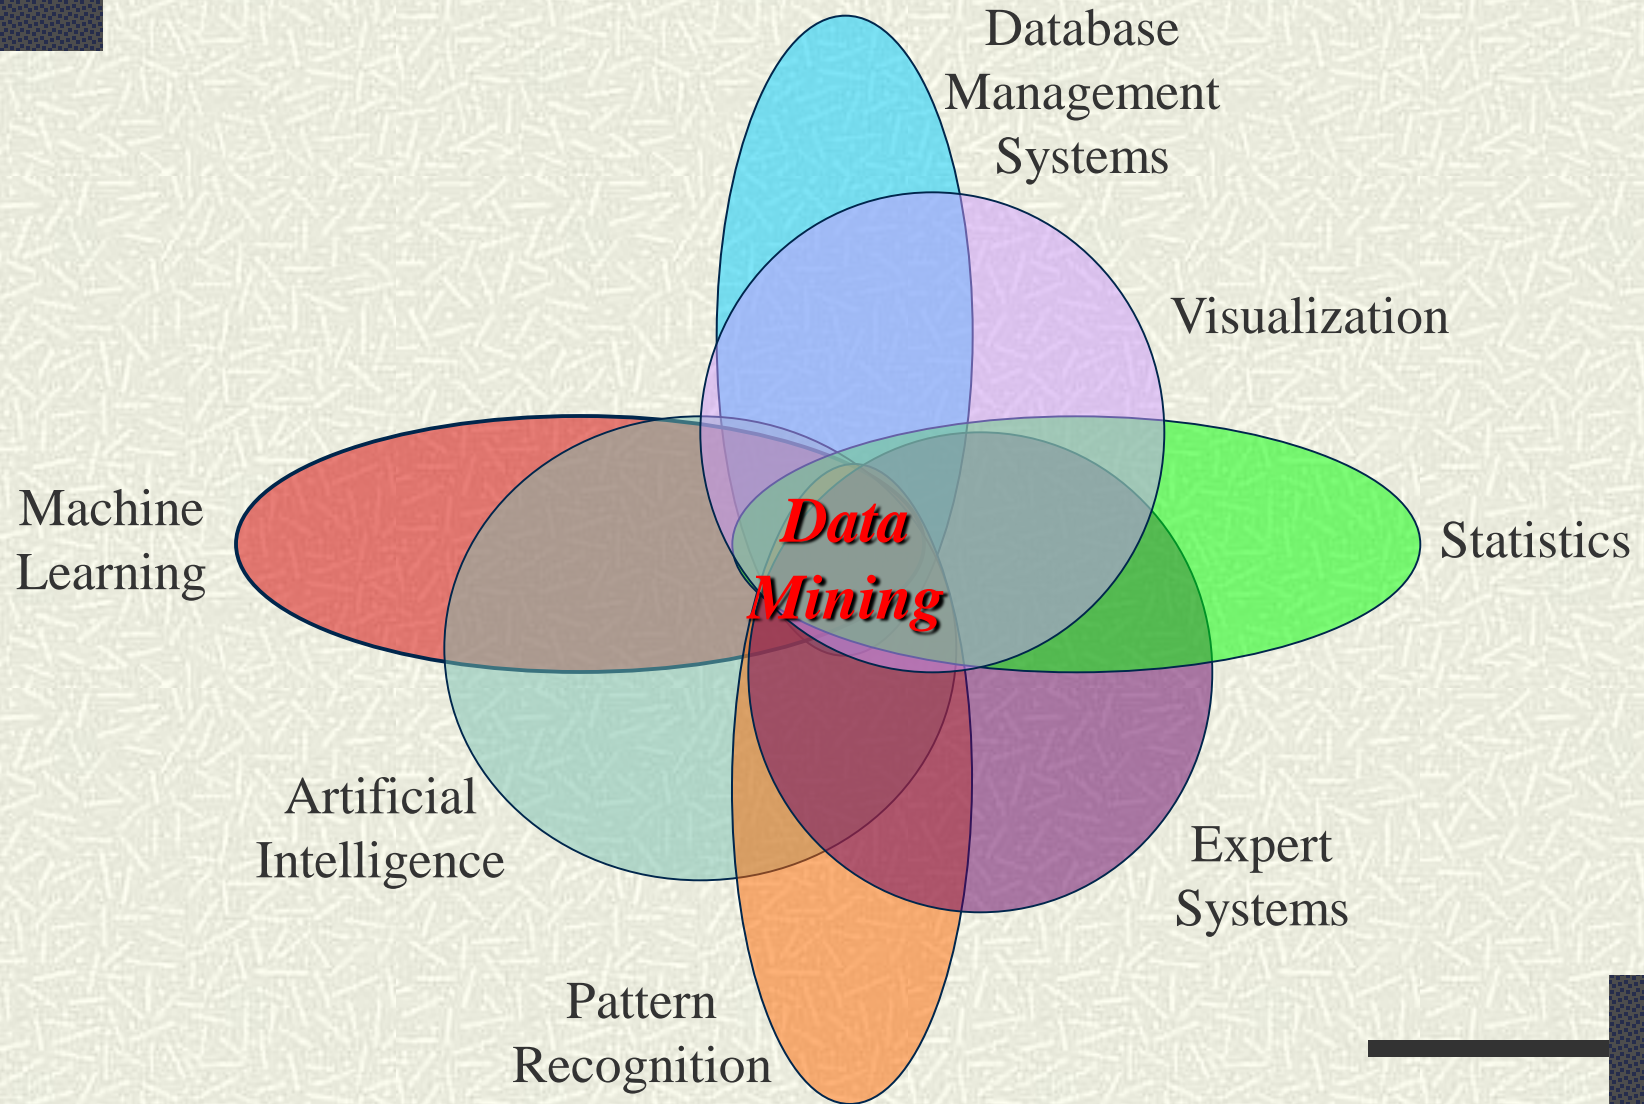 Database
Management
Systems
Visualization
Machine
Learning
Data
Mining
Statistics
Artificial
Intelligence
Expert
Systems
Pattern
Recognition